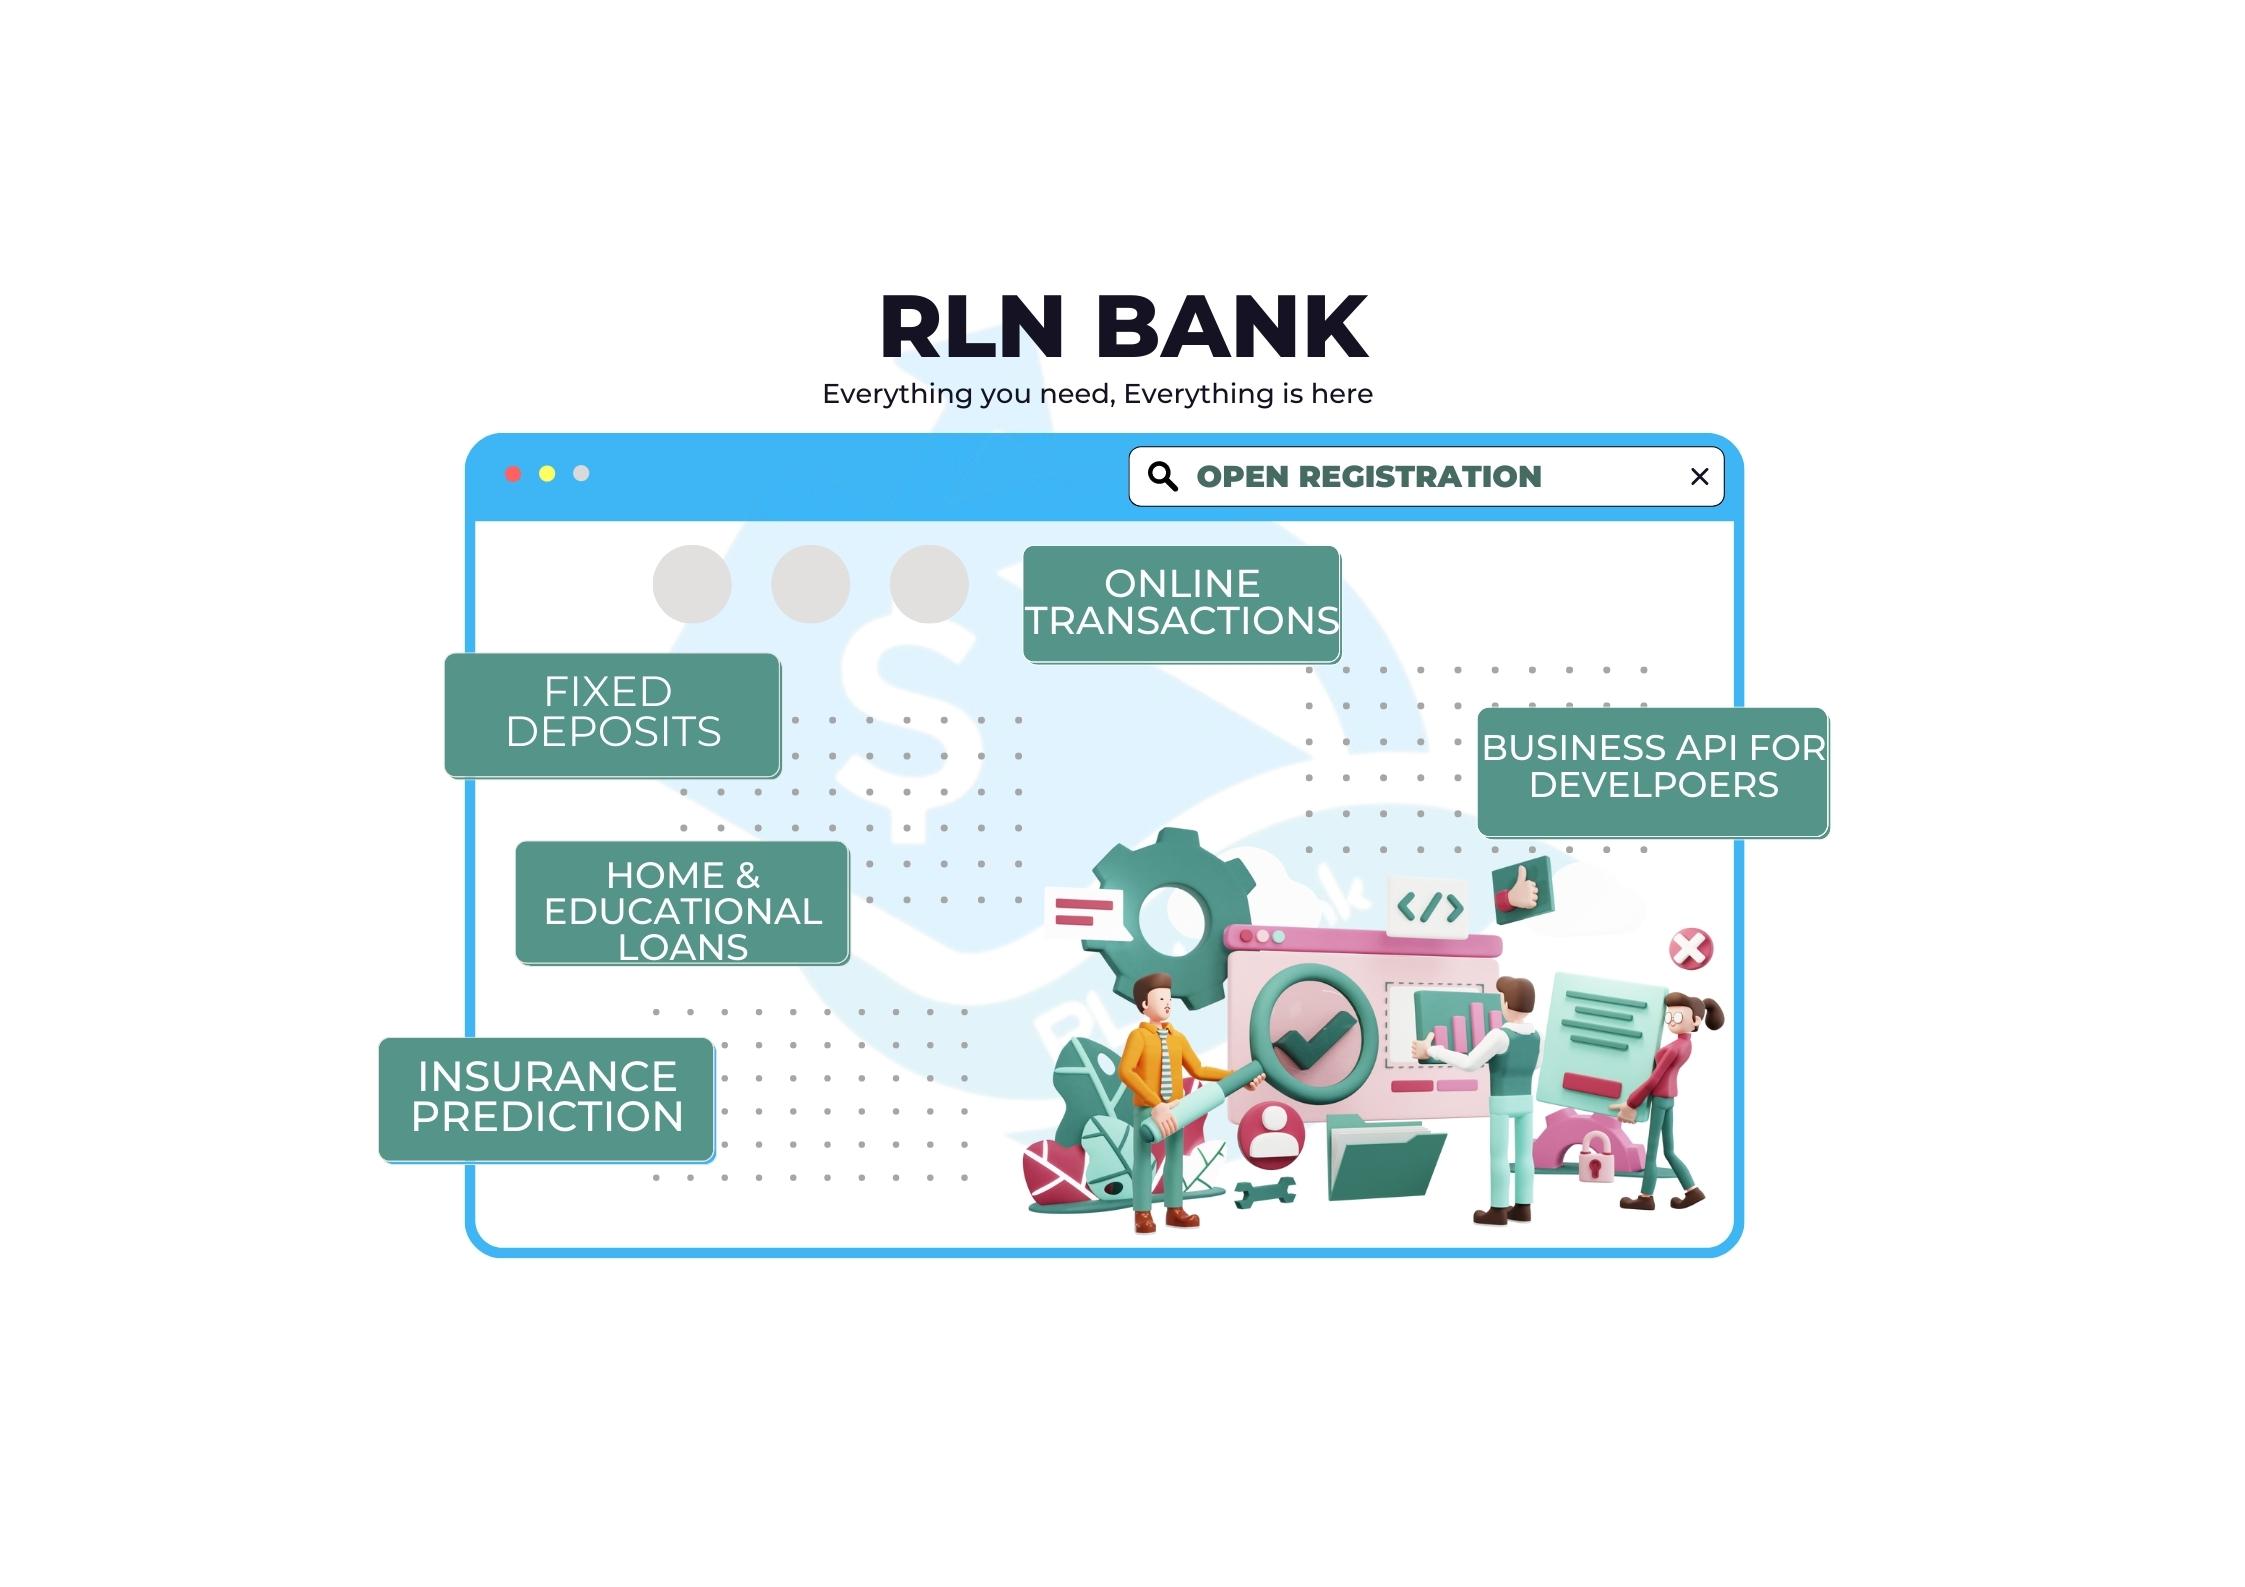 RLN BANK
Everything you need, Everything is here
OPEN REGISTRATION
ONLINE
TRANSACTIONS
FIXED
DEPOSITS
BUSINESS API FOR
DEVELPOERS
HOME &
EDUCATIONAL
LOANS
</>
INSURANCE
PREDICTION